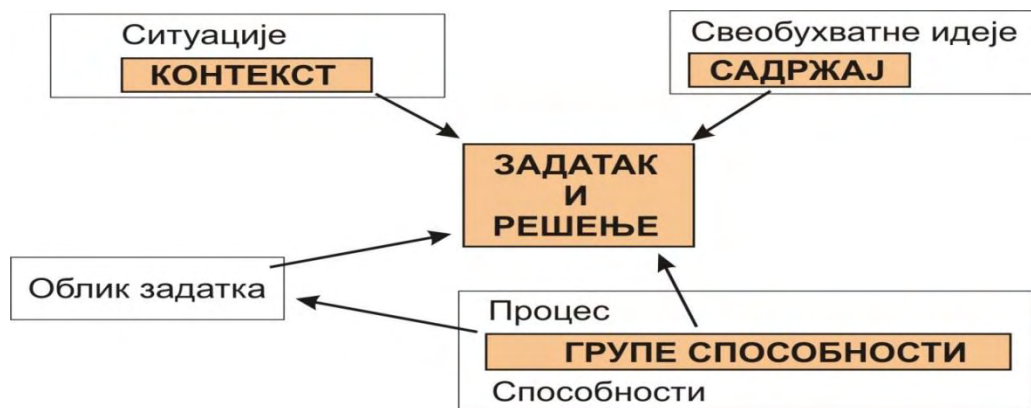 Ситуације
КОНТЕКСТ
Свеобухватне идеје
САДРЖАЈ
ЗАДАТАК
И
РЕШЕЊЕ
Облик задатка
Процес
ГРУПЕ СПОСОБНОСТИ
Способности